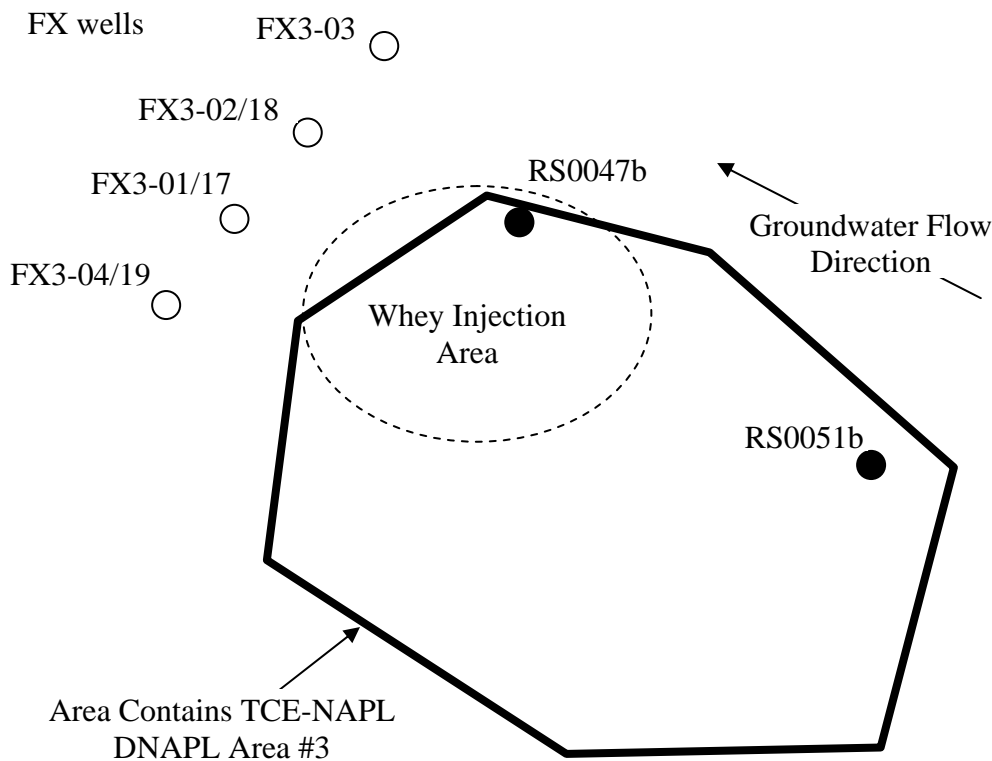 FX wells
FX3-03
FX3-02/18
FX3-01/17
RS0047b
Groundwater Flow
Direction
FX3-04/19
Whey Injection
Area
RS0051b
Area Contains TCE-NAPL
DNAPL Area #3